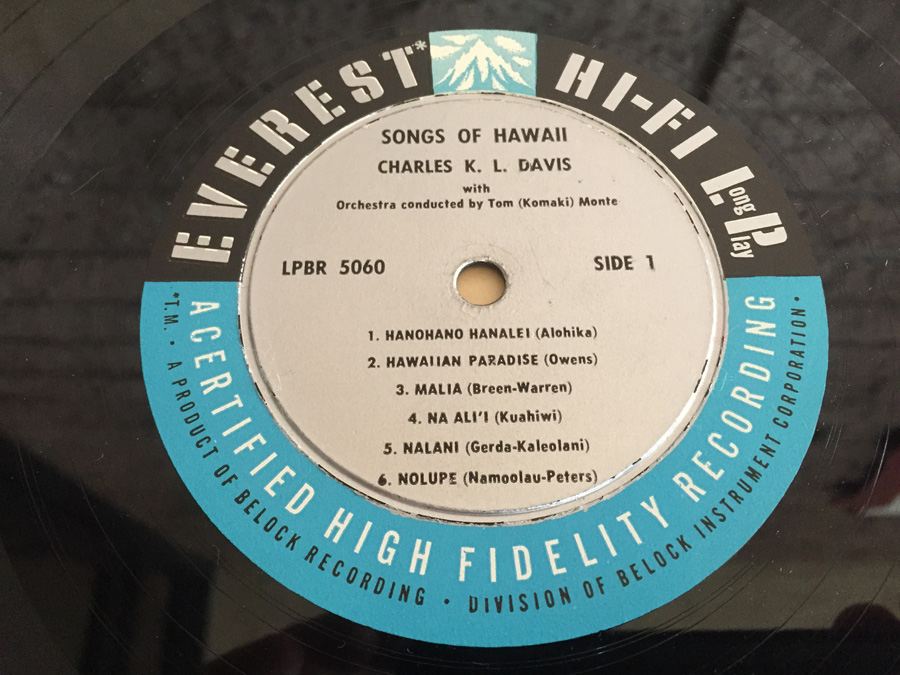 EVEREST* HI-FI Long Play
SONGS OF HAWAII
CHARLES K. L. DAVIS
with
Orchestra conducted by Tom (Komaki) Monte
LPBR 5060
SIDE 1
1. HANOHANO HANALEI (Alohika)
2. HAWAIIAN PARADISE (Owens)
3. MALIA (Breen-Warren)
4. NA ALI'I (Kuahiwi)
5. NALANI (Gerda-Kaleolani)
6. NOLUPE (Namoolau-Peters)
A CERTIFIED HIGH FIDELITY RECORDING
*T.M. • A PRODUCT OF BELOCK RECORDING • DIVISION OF BELOCK INSTRUMENT CORPORATION •